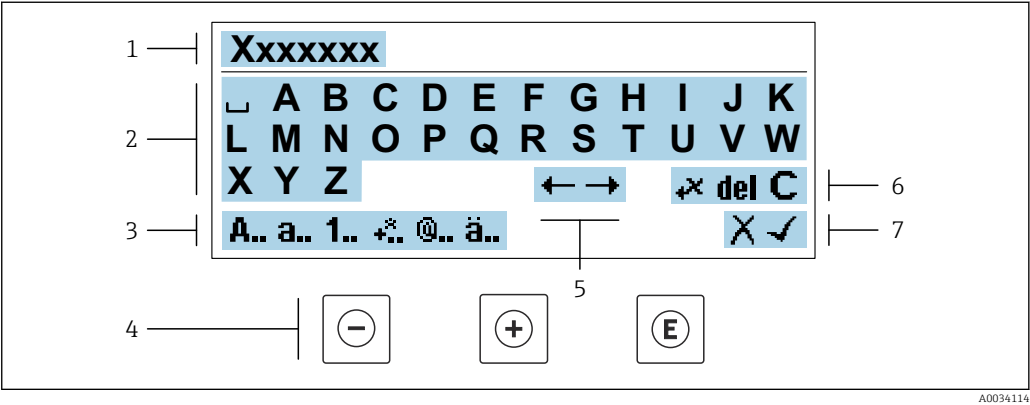 1 Xxxxxxx
2 ⎵ A B C D E F G H I J K
L M N O P Q R S T U V W
X Y Z ← → +× del C 6
3 A.. a.. 1.. +×.. @.. ä.. X ✓ 7
5
4 − + E
A0034114